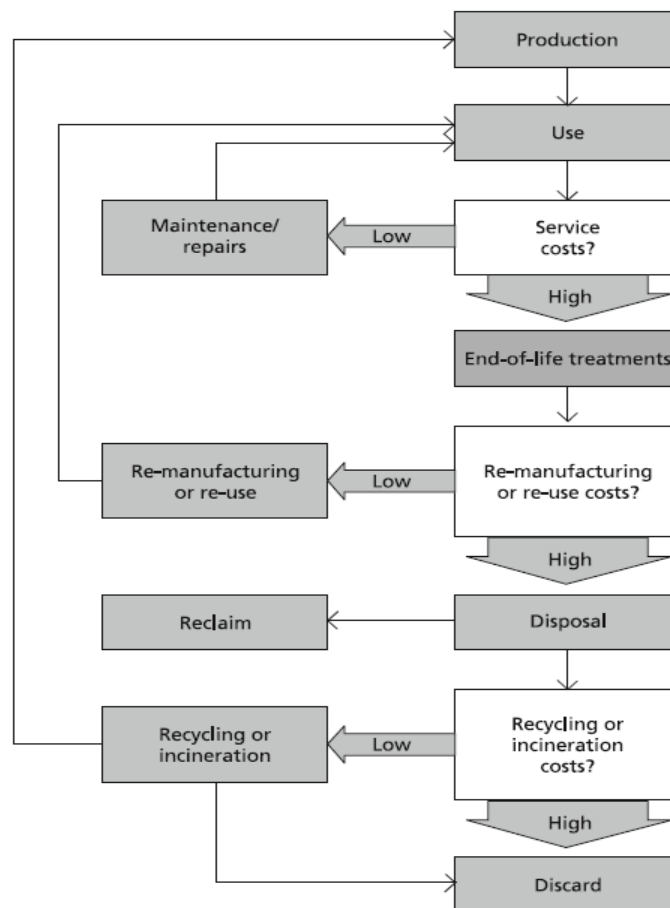 Production
Use
Maintenance/
repairs
Low
Service
costs?
High
End-of-life treatments
Re-manufacturing
or re-use
Low
Re-manufacturing
or re-use costs?
High
Reclaim
Disposal
Recycling or
incineration
Low
Recycling or
incineration
costs?
High
Discard